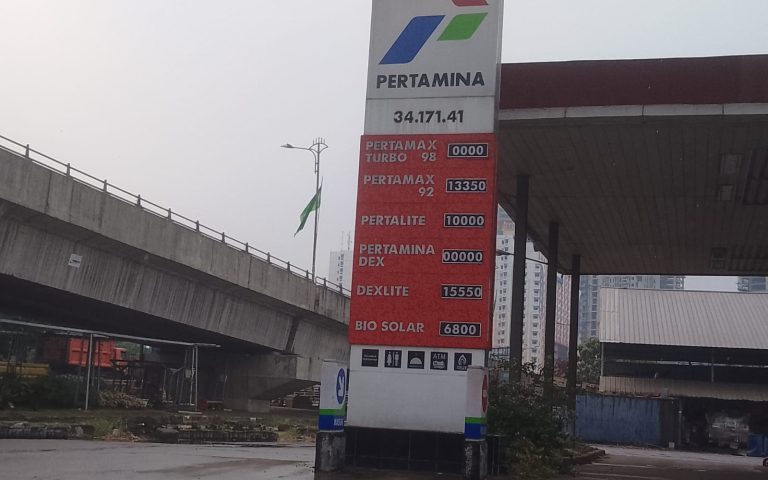 PERTAMINA
34.171.41
PERTAMAX
TURBO 98 0000
PERTAMAX
92 13350
PERTALITE 10000
PERTAMINA
DEX 00000
DEXLITE 15550
BIO SOLAR 6800
ATM